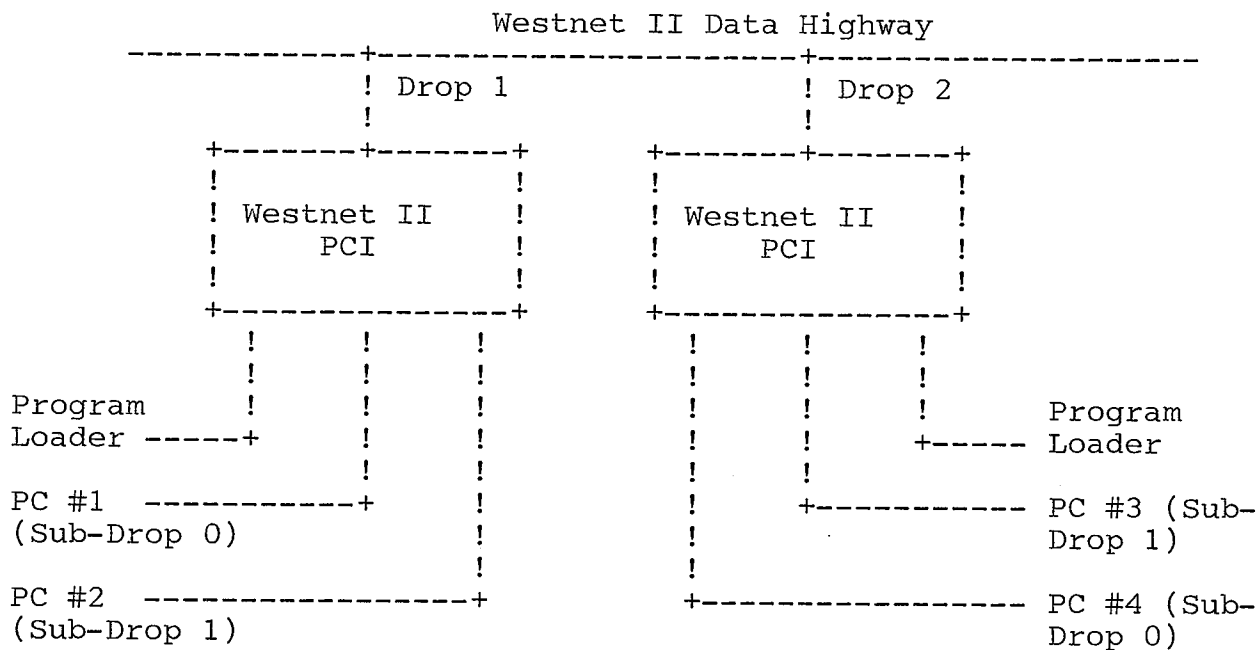 Westnet II Data Highway
Drop 1
Drop 2
Westnet II
PCI
Westnet II
PCI
Program
Loader
PC #1
(Sub-Drop 0)
PC #2
(Sub-Drop 1)
Program
Loader
PC #3 (Sub-
Drop 1)
PC #4 (Sub-
Drop 0)